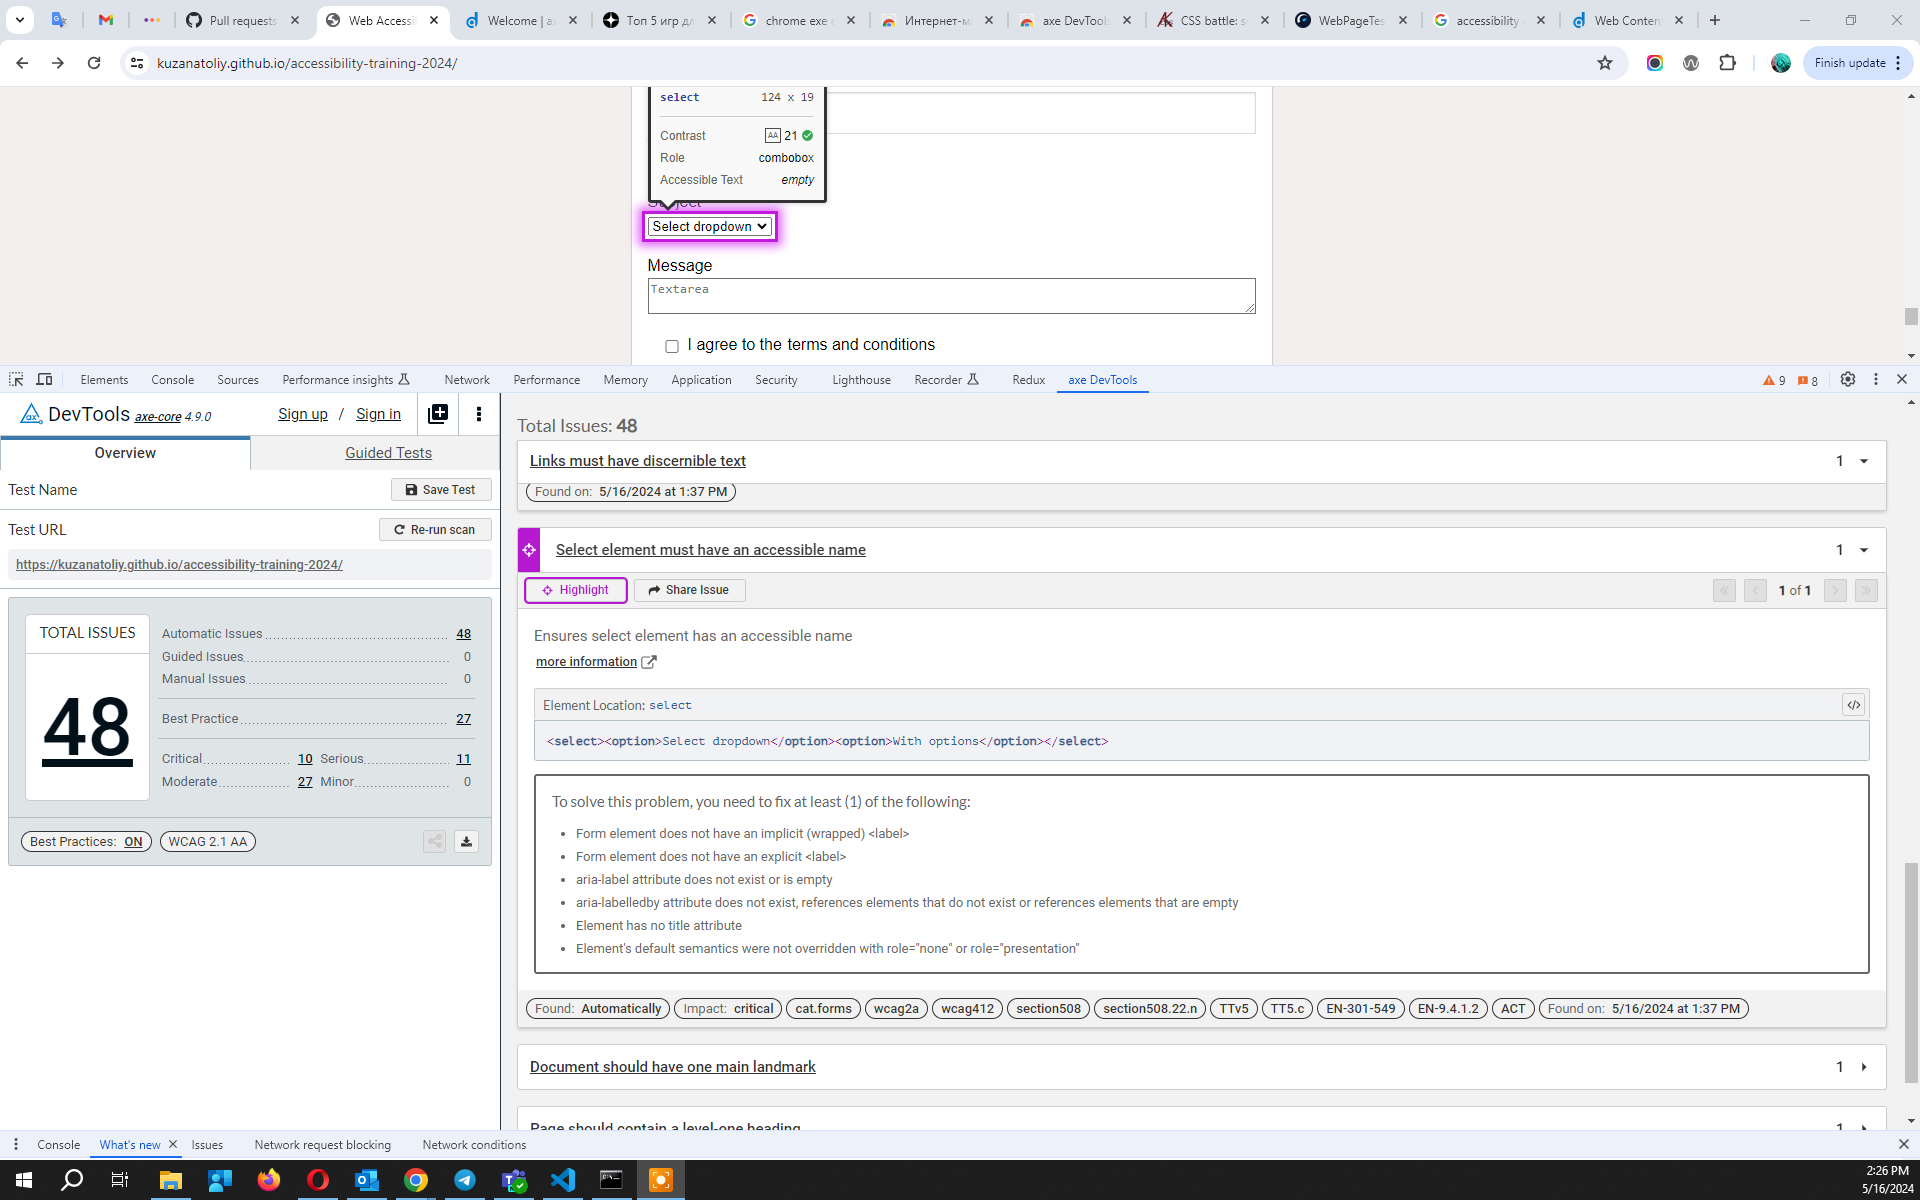 Pull requests
Web Accessi
Welcome | ax
Топ 5 игр дл
chrome exe e
Интернет-ма
axe DevTools
CSS battle: se
WebPageTes
accessibility
Web Conten
kuzanatoliy.github.io/accessibility-training-2024/
Finish update
select 124 x 19
Contrast AA 21
Role combobox
Accessible Text empty
Subject
Select dropdown
Message
Textarea
I agree to the terms and conditions
Elements Console Sources Performance insights Network Performance Memory Application Security Lighthouse Recorder Redux axe DevTools 9 8
DevTools axe-core 4.9.0 Sign up / Sign in
Overview Guided Tests
Test Name Save Test
Test URL Re-run scan
https://kuzanatoliy.github.io/accessibility-training-2024/
TOTAL ISSUES
48
Automatic Issues 48
Guided Issues 0
Manual Issues 0
Best Practice 27
Critical 10 Serious 11
Moderate 27 Minor 0
Best Practices: ON WCAG 2.1 AA
Total Issues: 48
Links must have discernible text 1
Found on: 5/16/2024 at 1:37 PM
Select element must have an accessible name 1
Highlight Share Issue 1 of 1
Ensures select element has an accessible name
more information
Element Location: select </>
<select><option>Select dropdown</option><option>With options</option></select>
To solve this problem, you need to fix at least (1) of the following:
• Form element does not have an implicit (wrapped) <label>
• Form element does not have an explicit <label>
• aria-label attribute does not exist or is empty
• aria-labelledby attribute does not exist, references elements that do not exist or references elements that are empty
• Element has no title attribute
• Element's default semantics were not overridden with role="none" or role="presentation"
Found: Automatically Impact: critical cat.forms wcag2a wcag412 section508 section508.22.n TTv5 TT5.c EN-301-549 EN-9.4.1.2 ACT Found on: 5/16/2024 at 1:37 PM
Document should have one main landmark 1
Page should contain a level-one heading 1
Console What's new Issues Network request blocking Network conditions
2:26 PM
5/16/2024